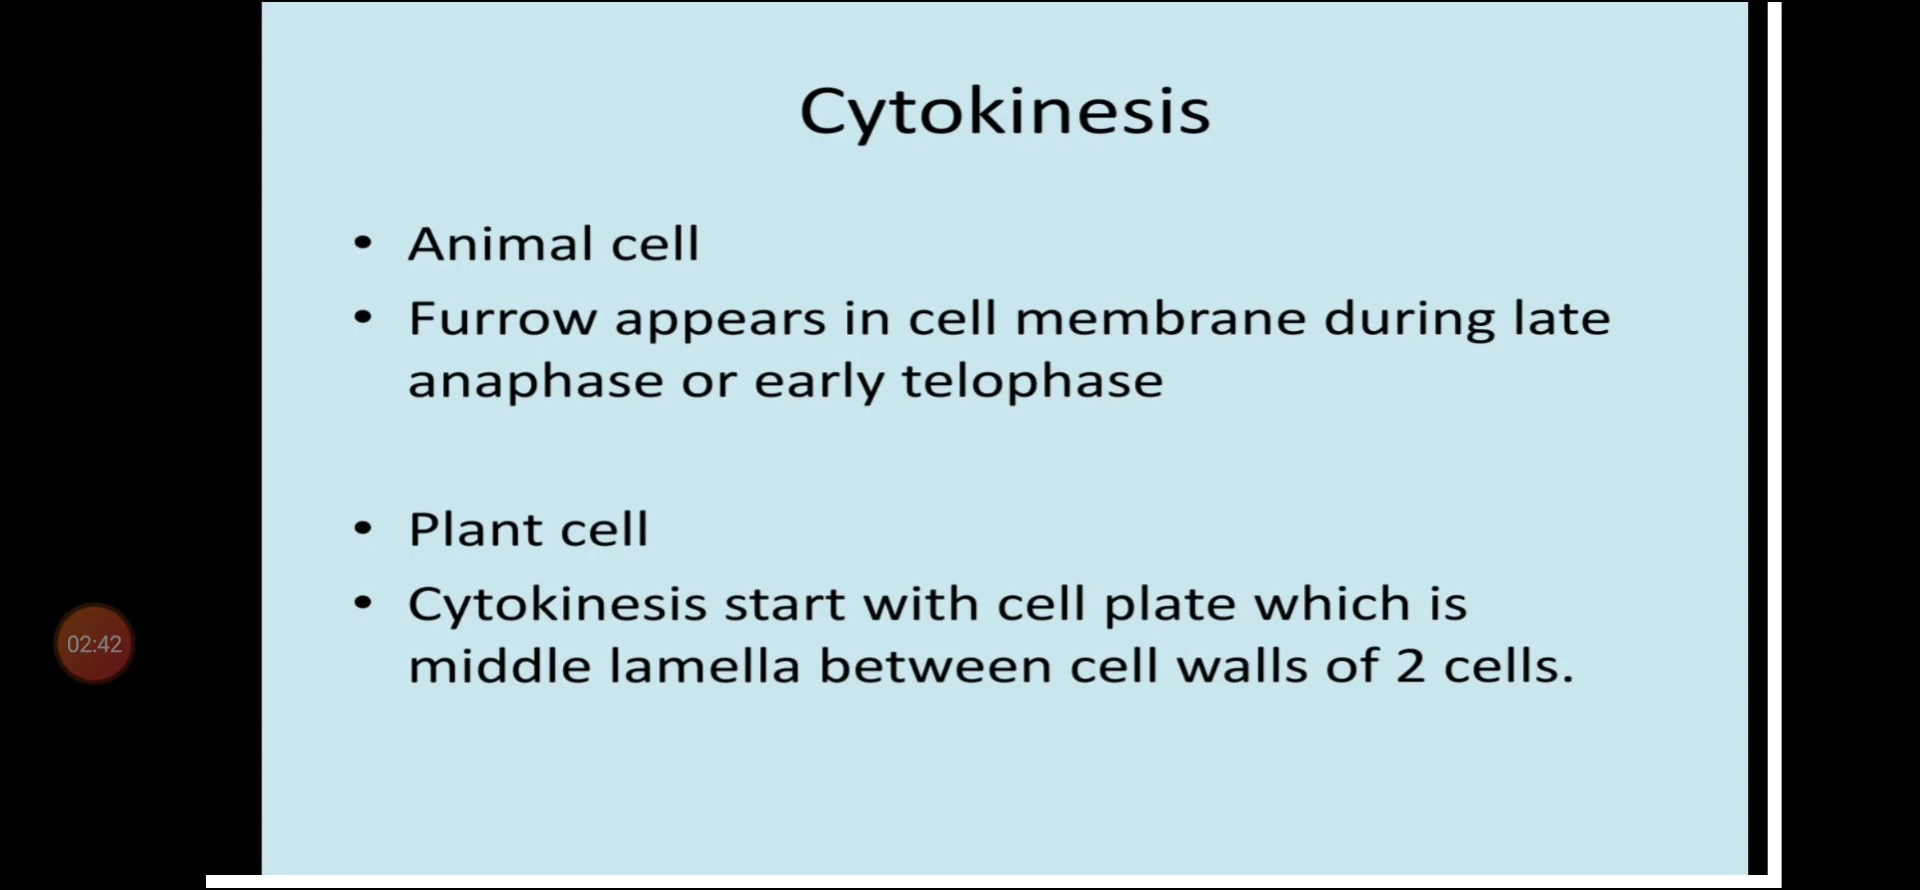 Cytokinesis
• Animal cell
• Furrow appears in cell membrane during late
anaphase or early telophase
• Plant cell
• Cytokinesis start with cell plate which is
middle lamella between cell walls of 2 cells.
02:42